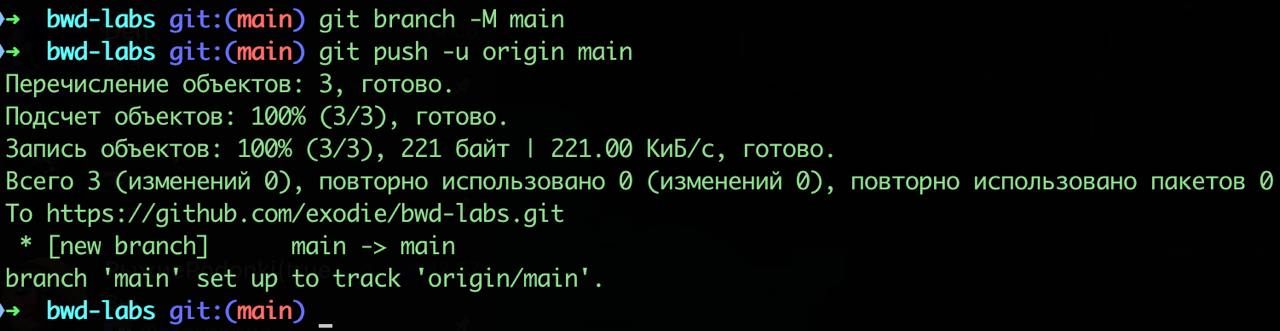 ➜ bwd-labs git:(main) git branch -M main
➜ bwd-labs git:(main) git push -u origin main
Перечисление объектов: 3, готово.
Подсчет объектов: 100% (3/3), готово.
Запись объектов: 100% (3/3), 221 байт | 221.00 КиБ/с, готово.
Всего 3 (изменений 0), повторно использовано 0 (изменений 0), повторно использовано пакетов 0
To https://github.com/exodie/bwd-labs.git
 * [new branch]      main -> main
branch 'main' set up to track 'origin/main'.
➜ bwd-labs git:(main) _